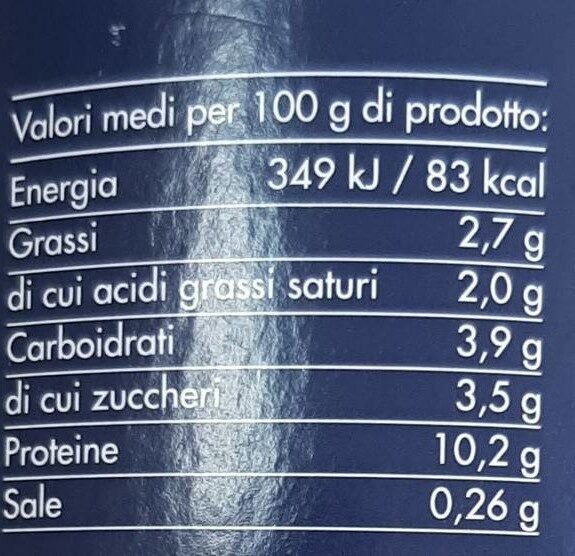 Valori medi per 100 g di prodotto:
Energia 349 kJ / 83 kcal
Grassi 2,7 g
di cui acidi grassi saturi 2,0 g
Carboidrati 3,9 g
di cui zuccheri 3,5 g
Proteine 10,2 g
Sale 0,26 g